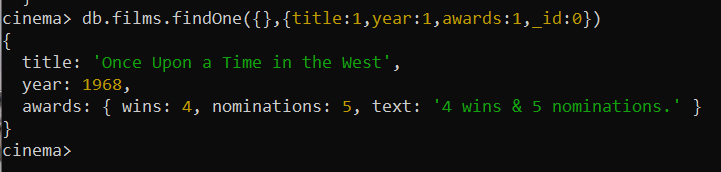 }
cinema> db.films.findOne({},{title:1,year:1,awards:1,_id:0})
{
  title: 'Once Upon a Time in the West',
  year: 1968,
  awards: { wins: 4, nominations: 5, text: '4 wins & 5 nominations.' }
}
cinema>